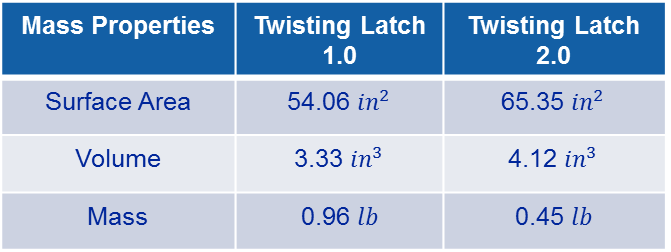 Mass Properties Twisting Latch 1.0 Twisting Latch 2.0
Surface Area 54.06 in² 65.35 in²
Volume 3.33 in³ 4.12 in³
Mass 0.96 lb 0.45 lb